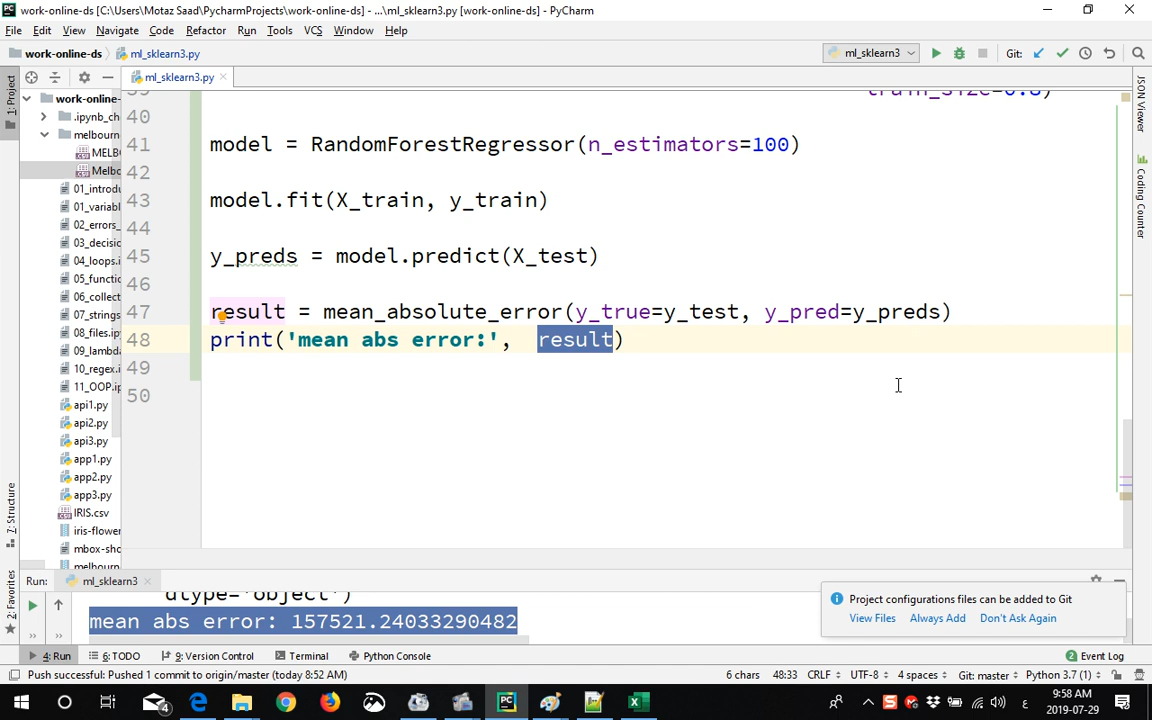 work-online-ds [C:\Users\Motaz Saad\PycharmProjects\work-online-ds] - ...\ml_sklearn3.py [work-online-ds] - PyCharm
File Edit View Navigate Code Refactor Run Tools VCS Window Help
work-online-ds ml_sklearn3.py ml_sklearn3 Git:
1: Project
ml_sklearn3.py
work-online-
.ipynb_ch
melbourn
MELBO
Melbo
01_introdu
01_variabl
02_errors_
03_decisio
04_loops.i
05_functio
06_collect
07_strings
08_files.ip
09_lambda
10_regex.i
11_OOP.ip
api1.py
api2.py
api3.py
app1.py
app2.py
app3.py
IRIS.csv
iris-flower
mbox-sho
melbourn
train_size=0.8)
40
41 model = RandomForestRegressor(n_estimators=100)
42
43 model.fit(X_train, y_train)
44
45 y_preds = model.predict(X_test)
46
47 result = mean_absolute_error(y_true=y_test, y_pred=y_preds)
48 print('mean abs error:',  result)
49
50
JSON Viewer
Coding Counter
7: Structure
2: Favorites
Run: ml_sklearn3
dtype='object')
mean abs error: 157521.24033290482
Project configurations files can be added to Git
View Files Always Add Don't Ask Again
4: Run 6: TODO 9: Version Control Terminal Python Console 2 Event Log
Push successful: Pushed 1 commit to origin/master (today 8:52 AM) 6 chars 48:33 CRLF UTF-8 4 spaces Git: master Python 3.7 (1)
4 ع 9:58 AM
2019-07-29